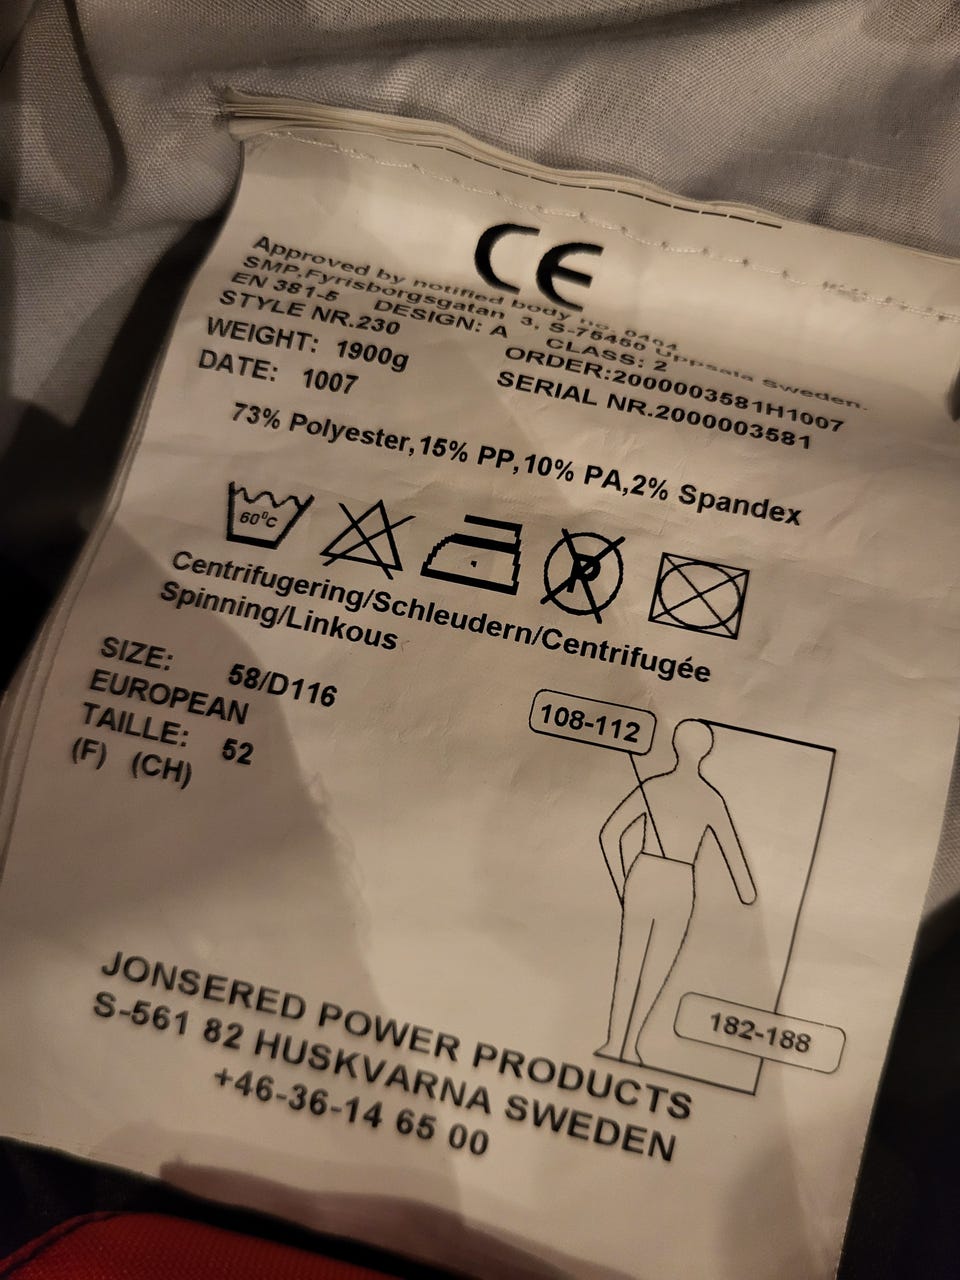 CE
Approved by notified body no. 0404
SMP,Fyrisborgsgatan 3, S-75450 Uppsala Sweden.
EN 381-5 DESIGN: A CLASS: 2
STYLE NR.230 ORDER:2000003581H1007
WEIGHT: 1900g SERIAL NR.2000003581
DATE: 1007
73% Polyester,15% PP,10% PA,2% Spandex
60°C P
Centrifugering/Schleudern/Centrifugée
Spinning/Linkous
SIZE: 58/D116
EUROPEAN
TAILLE: 52
(F) (CH)
108-112
182-188
JONSERED POWER PRODUCTS
S-561 82 HUSKVARNA SWEDEN
+46-36-14 65 00